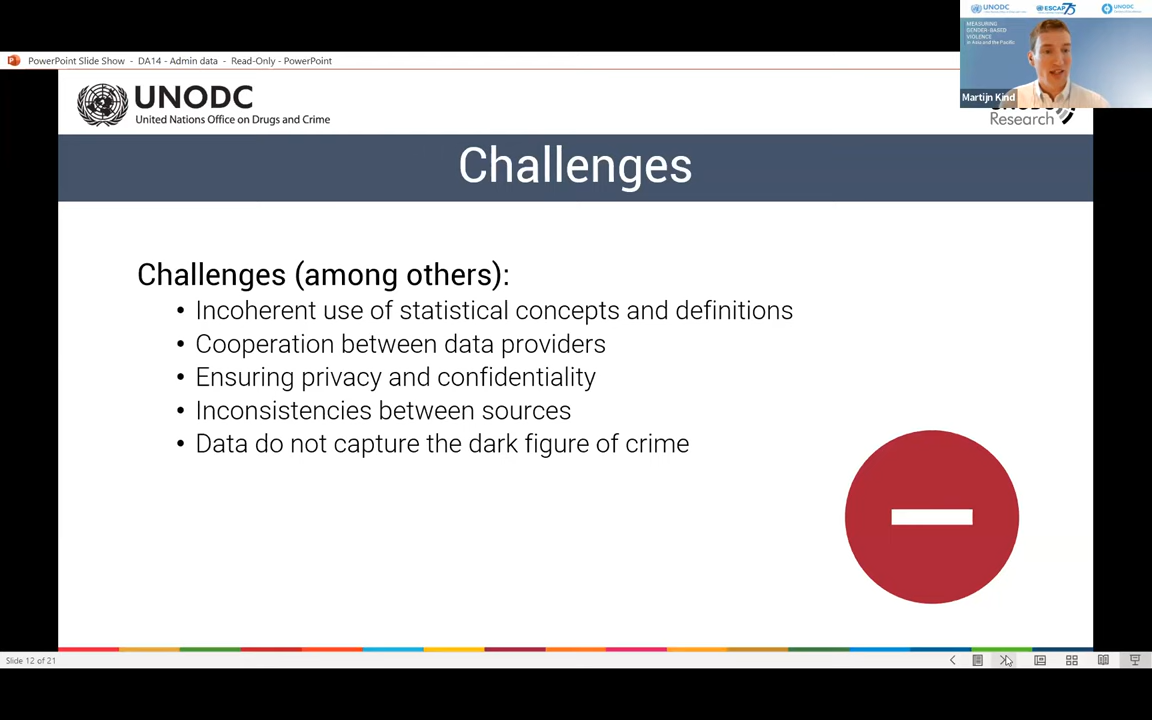 UNODC
ESCAP 75
UNODC
MEASURING
GENDER-BASED
VIOLENCE
in Asia and the Pacific
Martijn Kind
PowerPoint Slide Show - DA14 - Admin data - Read-Only - PowerPoint
UNODC
United Nations Office on Drugs and Crime
Research
Challenges
Challenges (among others):
• Incoherent use of statistical concepts and definitions
• Cooperation between data providers
• Ensuring privacy and confidentiality
• Inconsistencies between sources
• Data do not capture the dark figure of crime
Slide 12 of 21